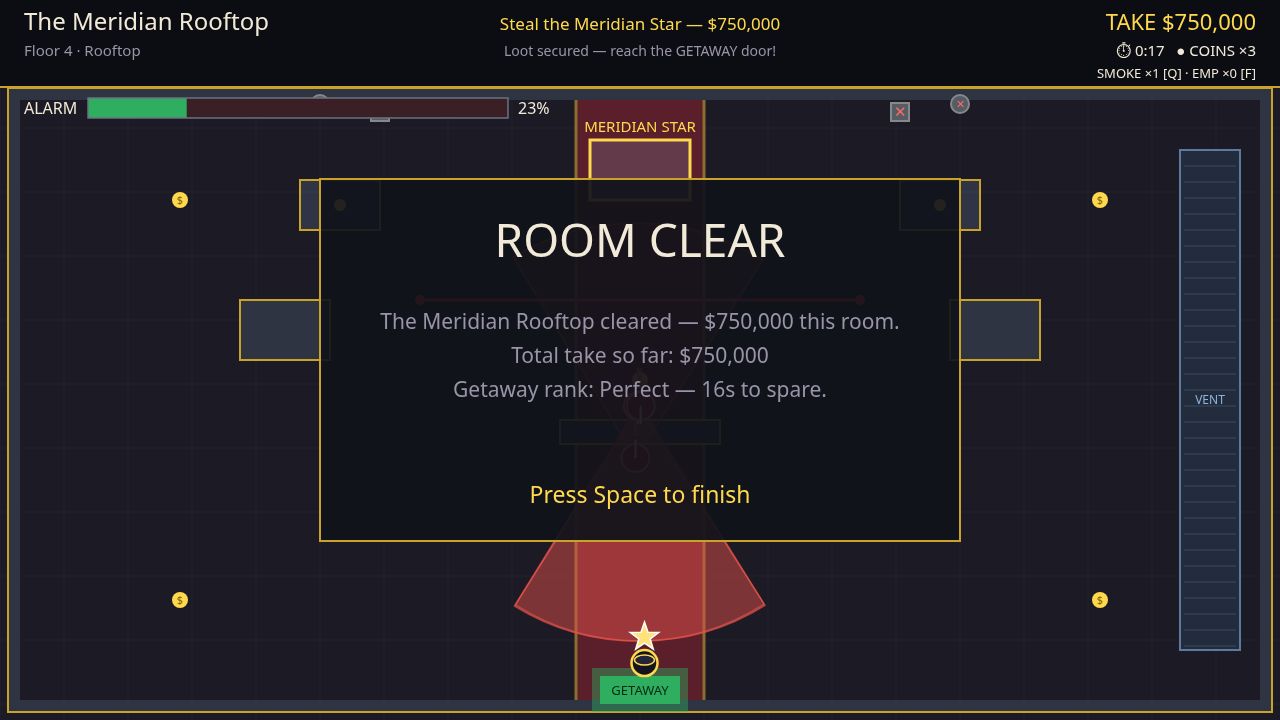 The Meridian Rooftop
Floor 4 · Rooftop
Steal the Meridian Star — $750,000
Loot secured — reach the GETAWAY door!
TAKE $750,000
⏱ 0:17 ● COINS ×3
SMOKE ×1 [Q] · EMP ×0 [F]
ALARM
23%
MERIDIAN STAR
$
$
ROOM CLEAR
The Meridian Rooftop cleared — $750,000 this room.
Total take so far: $750,000
Getaway rank: Perfect — 16s to spare.
VENT
Press Space to finish
$
$
GETAWAY